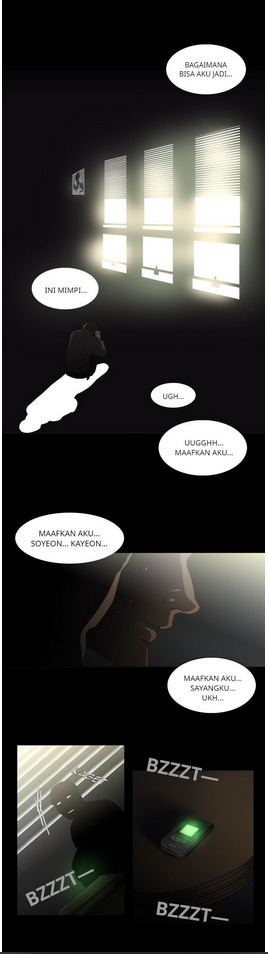 BAGAIMANA
BISA AKU JADI...
INI MIMPI...
UGH...
UUGGHH...
MAAFKAN AKU...
MAAFKAN AKU...
SOYEON... KAYEON...
MAAFKAN AKU...
SAYANGKU...
UKH...
KAGET
BZZZT—
BZZZT—
BZZZT—